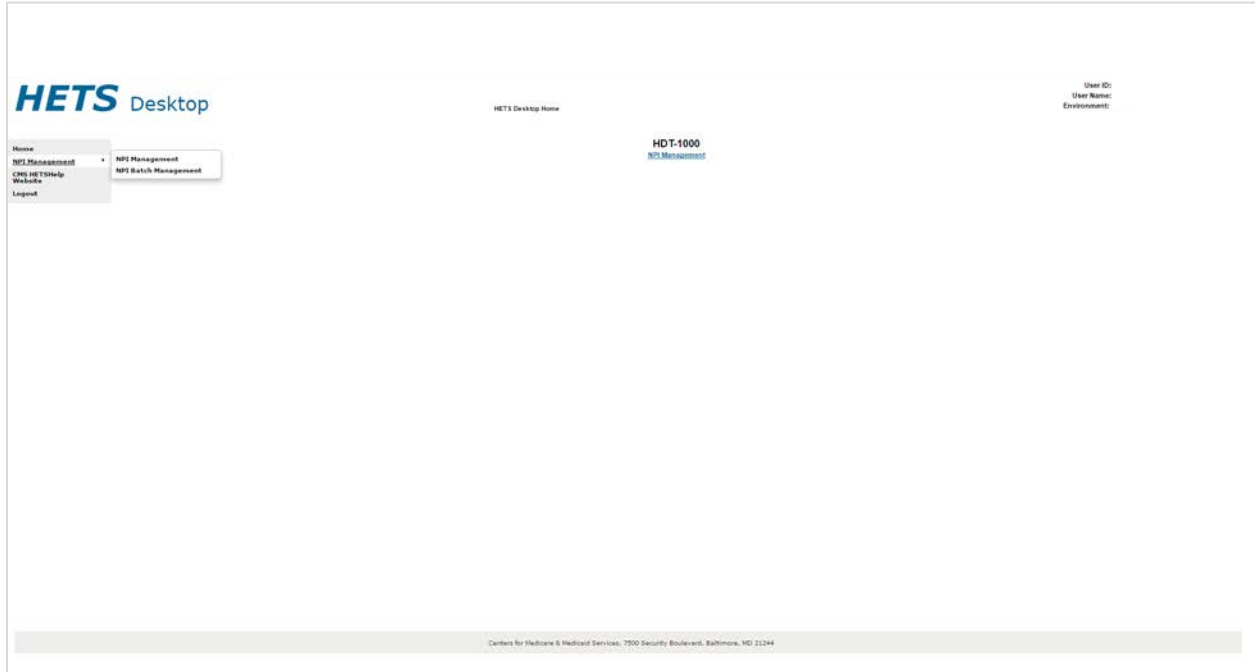 HETS Desktop
HETS Desktop Home
User ID:
User Name:
Environment:
Home
NPI Management
CMS HETSHelp
Website
Logout
NPI Management
NPI Batch Management
HDT-1000
NPI Management
Centers for Medicare & Medicaid Services, 7500 Security Boulevard, Baltimore, MD 21244